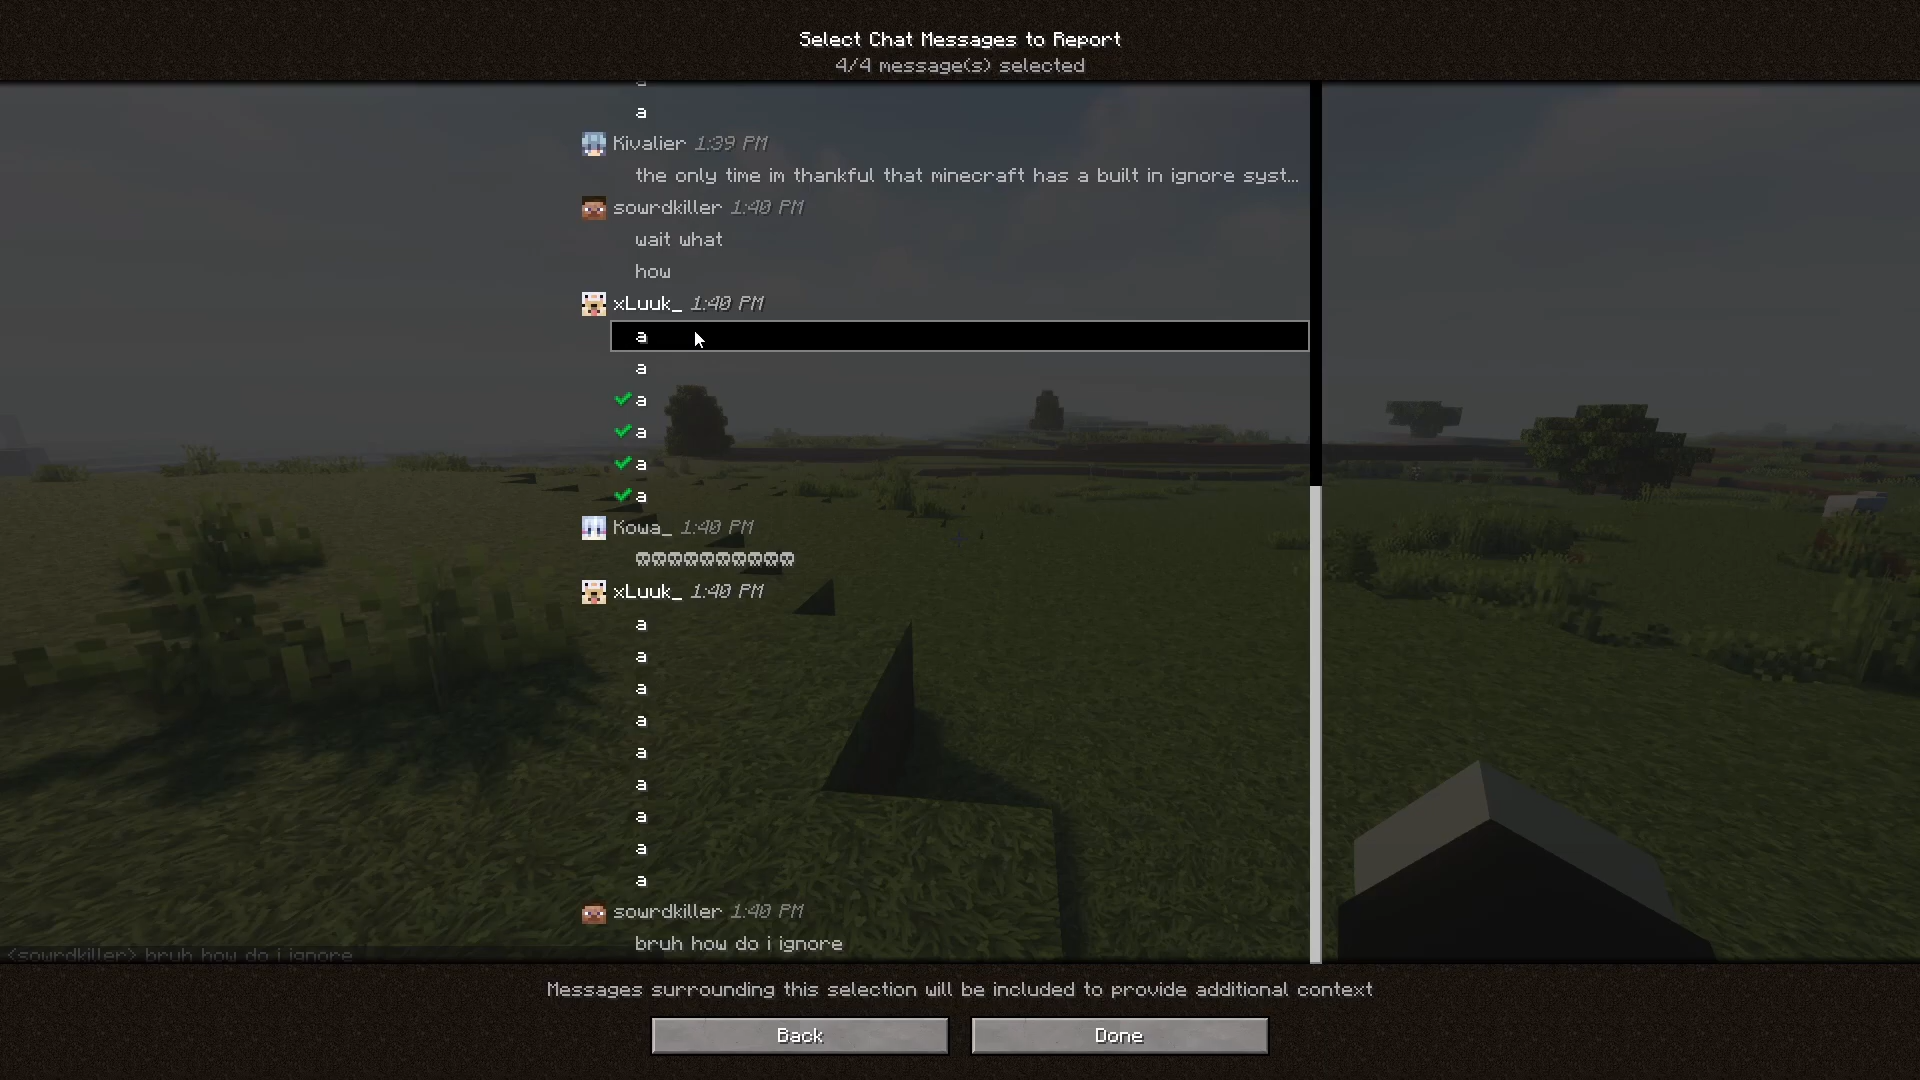 Select Chat Messages to Report
4/4 message(s) selected
a
Kivalier 1:39 PM
the only time im thankful that minecraft has a built in ignore syst...
sowrdkiller 1:40 PM
wait what
how
xLuuk_ 1:40 PM
a
a
a
a
a
a
Kowa_ 1:40 PM
☠☠☠☠☠☠☠☠☠☠
xLuuk_ 1:40 PM
a
a
a
a
a
a
a
a
a
sowrdkiller 1:40 PM
bruh how do i ignore
<sowrdkiller> bruh how do i ignore
Messages surrounding this selection will be included to provide additional context
Back
Done